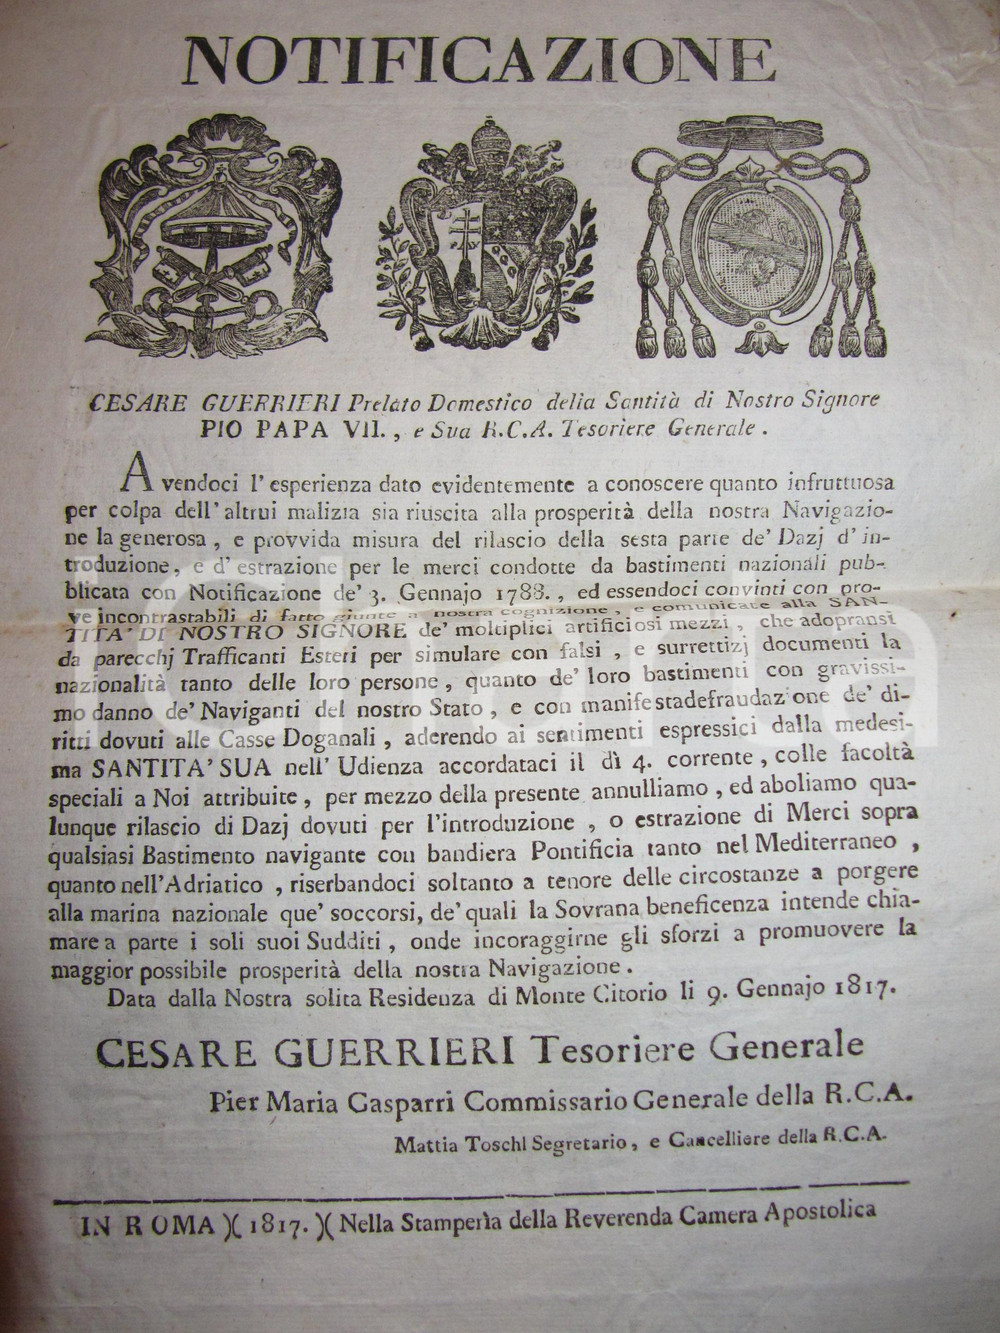 NOTIFICAZIONE
CESARE GUERRIERI Prelato Domestico della Santità di Nostro Signore
PIO PAPA VII. , e Sua R.C.A. Tesoriere Generale .
Avendoci l' esperienza dato evidentemente a conoscere quanto infruttuosa
per colpa dell' altrui malizia sia riuscita alla prosperità della nostra Navigazio-
ne la generosa , e provvida misura del rilascio della sesta parte de' Dazj d' in-
troduzione , e d' estrazione per le merci condotte da bastimenti nazionali pub-
blicata con Notificazione de' 3. Gennajo 1788. , ed essendoci convinti con pro-
ve incontrastabili di fatto giunte a nostra cognizione , e comunicate alla SAN-
TITA' DI NOSTRO SIGNORE de' moltiplici artificiosi mezzi , che adopransi
da parecchj Trafficanti Esteri per simulare con falsi , e surrettizj documenti la
nazionalità tanto delle loro persone , quanto de' loro bastimenti con gravissi-
mo danno de' Naviganti del nostro Stato , e con manifestadefraudazione de' di-
ritti dovuti alle Casse Doganali , aderendo ai sentimenti espressici dalla medesi-
ma SANTITA' SUA nell' Udienza accordataci il dì 4. corrente , colle facoltà
speciali a Noi attribuite , per mezzo della presente annulliamo , ed aboliamo qua-
lunque rilascio di Dazj dovuti per l'introduzione , o estrazione di Merci sopra
qualsiasi Bastimento navigante con bandiera Pontificia tanto nel Mediterraneo ,
quanto nell'Adriatico , riserbandoci soltanto a tenore delle circostanze a porgere
alla marina nazionale que' soccorsi, de' quali la Sovrana beneficenza intende chia-
mare a parte i soli suoi Sudditi , onde incoraggirne gli sforzi a promuovere la
maggior possibile prosperità della nostra Navigazione .
Data dalla Nostra solita Residenza di Monte Citorio li 9. Gennajo 1817.
CESARE GUERRIERI Tesoriere Generale
Pier Maria Gasparri Commissario Generale della R.C.A.
Mattia Toschi Segretario , e Cancelliere della R.C.A.
IN ROMA )( 1817. )( Nella Stamperìa della Reverenda Camera Apostolica